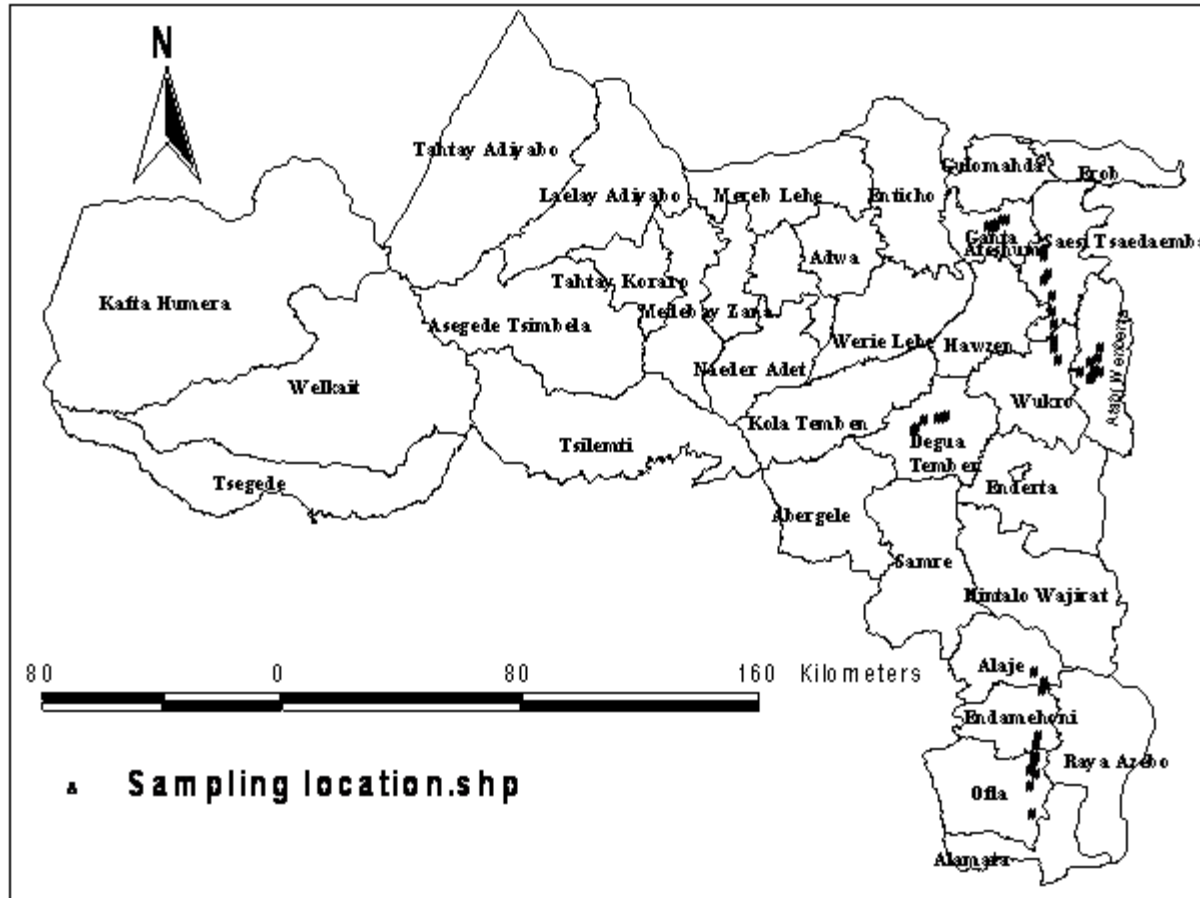 N
Tahtay Adiyabo
Laelay Adiyabo
Mereb Lehe
Enticho
Gulomahda
Erob
Ganta
Afeshum
Saesi Tsaedaemba
Adwa
Kafta Humera
Tahtay Koraro
Asegede Tsimbela
Medebay Zana
Werie Lehe
Hawzen
Atsbi Wenberta
Naeder Adet
Welkait
Wukro
Kola Temben
Degua
Temben
Tsilemti
Tsegede
Enderta
Abergele
Samre
Hintalo Wajirat
80 0 80 160 Kilometers
Alaje
Endamehoni
Raya Azebo
Ofla
Alamata
Sampling location.shp